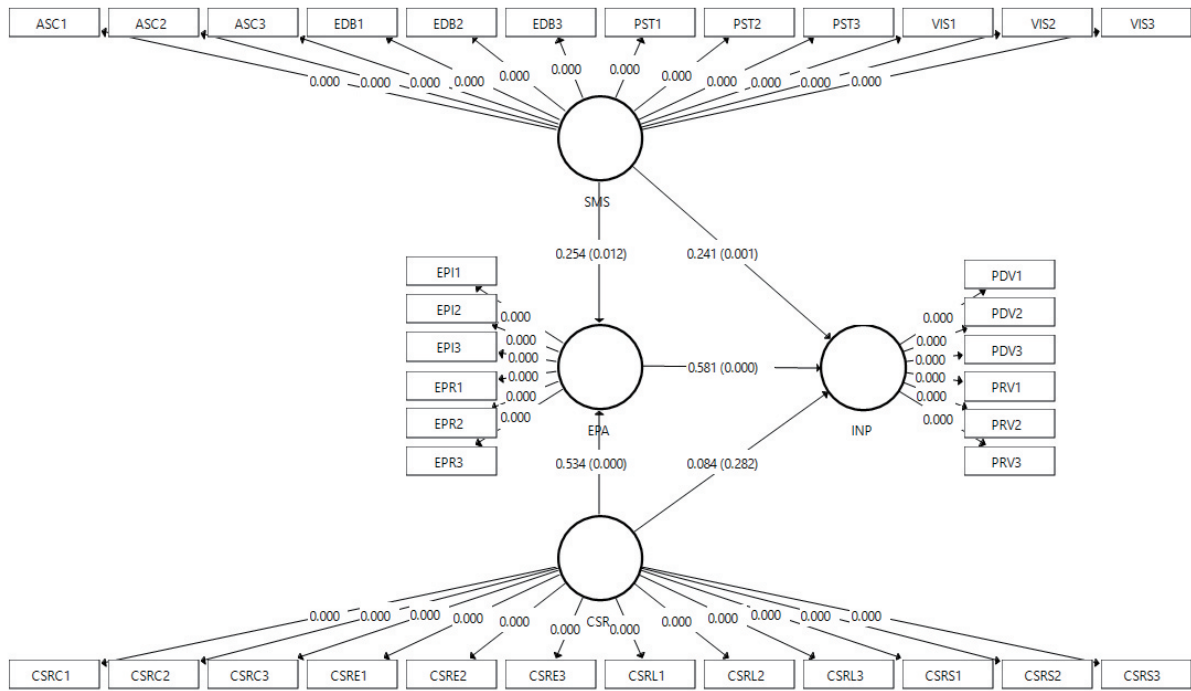 ASC1 ASC2 ASC3 EDB1 EDB2 EDB3 PST1 PST2 PST3 VIS1 VIS2 VIS3
0.000 0.000 0.000 0.000 0.000 0.000 0.000 0.000 0.000 0.000 0.000 0.000
SMS
0.254 (0.012) 0.241 (0.001)
EPI1 PDV1
EPI2 PDV2
0.000 0.000
EPI3 PDV3
0.000 0.000
0.000 0.000
EPR1 0.581 (0.000) PRV1
0.000 0.000
0.000 0.000
EPR2 PRV2
0.000 0.000
EPA INP
EPR3 PRV3
0.534 (0.000) 0.084 (0.282)
CSR
0.000 0.000 0.000 0.000 0.000 0.000 0.000 0.000 0.000 0.000 0.000 0.000
CSRC1 CSRC2 CSRC3 CSRE1 CSRE2 CSRE3 CSRL1 CSRL2 CSRL3 CSRS1 CSRS2 CSRS3